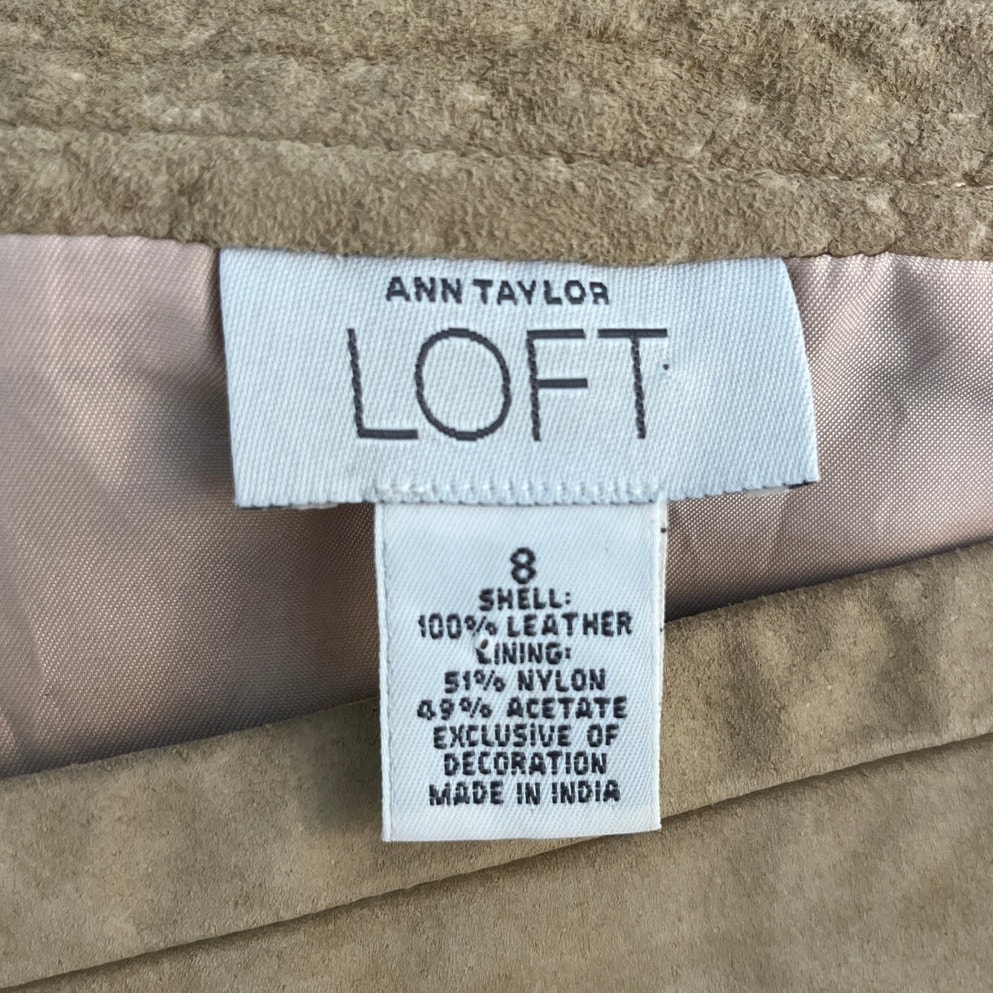 ANN TAYLOR
LOFT
8
SHELL:
100% LEATHER
LINING:
51% NYLON
49% ACETATE
EXCLUSIVE OF
DECORATION
MADE IN INDIA